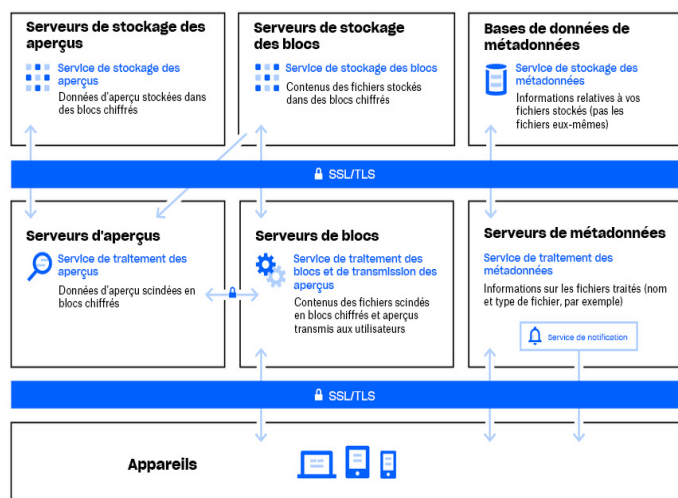 Serveurs de stockage des
aperçus
Service de stockage des
aperçus
Données d'aperçu stockées dans
des blocs chiffrés
Serveurs de stockage
des blocs
Service de stockage des blocs
Contenus des fichiers stockés
dans des blocs chiffrés
Bases de données de
métadonnées
Service de stockage des
métadonnées
Informations relatives à vos
fichiers stockés (pas les
fichiers eux-mêmes)
SSL/TLS
Serveurs d'aperçus
Service de traitement des
aperçus
Données d'aperçu scindées en
blocs chiffrés
Serveurs de blocs
Service de traitement des
blocs et de transmission des
aperçus
Contenus des fichiers scindés
en blocs chiffrés et aperçus
transmis aux utilisateurs
Serveurs de métadonnées
Service de traitement des
métadonnées
Informations sur les fichiers traités (nom
et type de fichier, par exemple)
Service de notification
SSL/TLS
Appareils